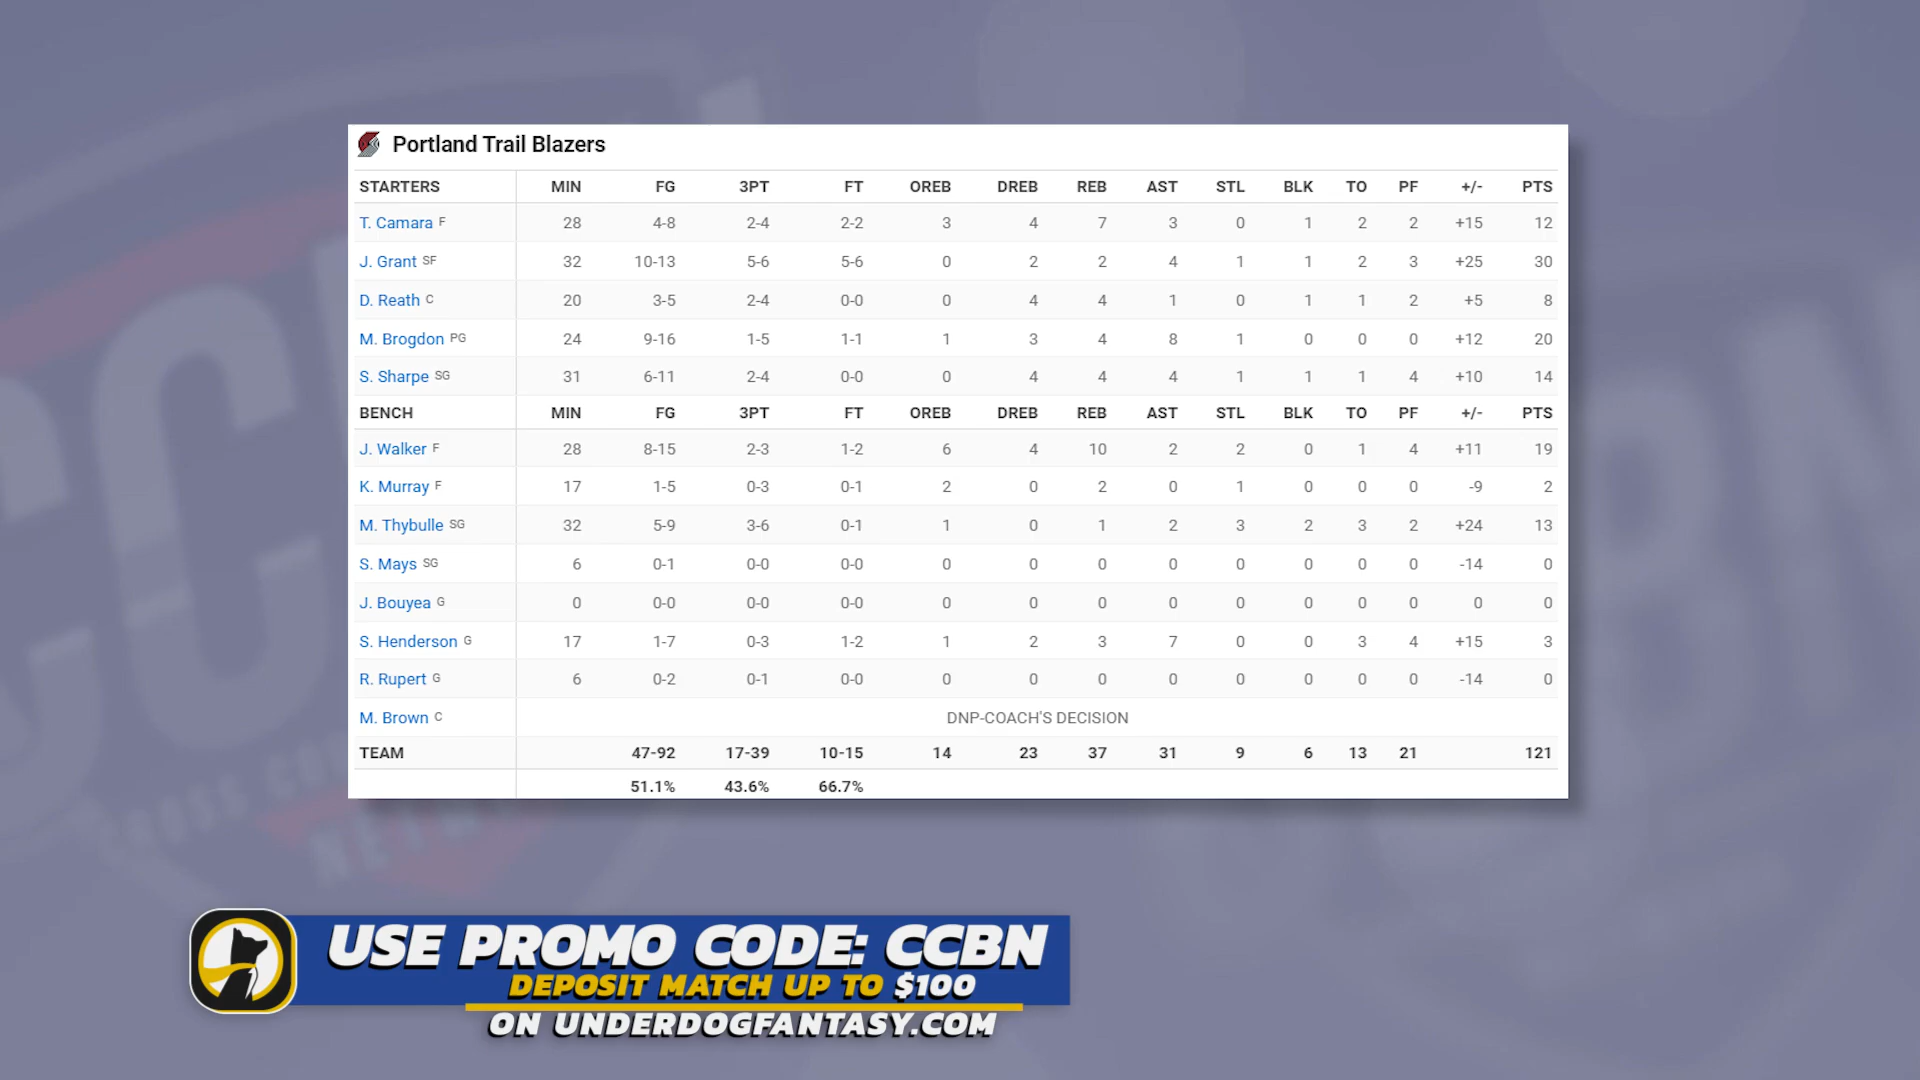 Portland Trail Blazers
STARTERS MIN FG 3PT FT OREB DREB REB AST STL BLK TO PF +/- PTS
T. Camara F 28 4-8 2-4 2-2 3 4 7 3 0 1 2 2 +15 12
J. Grant SF 32 10-13 5-6 5-6 0 2 2 4 1 1 2 3 +25 30
D. Reath C 20 3-5 2-4 0-0 0 4 4 1 0 1 1 2 +5 8
M. Brogdon PG 24 9-16 1-5 1-1 1 3 4 8 1 0 0 0 +12 20
S. Sharpe SG 31 6-11 2-4 0-0 0 4 4 4 1 1 1 4 +10 14
BENCH MIN FG 3PT FT OREB DREB REB AST STL BLK TO PF +/- PTS
J. Walker F 28 8-15 2-3 1-2 6 4 10 2 2 0 1 4 +11 19
K. Murray F 17 1-5 0-3 0-1 2 0 2 0 1 0 0 0 -9 2
M. Thybulle SG 32 5-9 3-6 0-1 1 0 1 2 3 2 3 2 +24 13
S. Mays SG 6 0-1 0-0 0-0 0 0 0 0 0 0 0 0 -14 0
J. Bouyea G 0 0-0 0-0 0-0 0 0 0 0 0 0 0 0 0 0
S. Henderson G 17 1-7 0-3 1-2 1 2 3 7 0 0 3 4 +15 3
R. Rupert G 6 0-2 0-1 0-0 0 0 0 0 0 0 0 0 -14 0
M. Brown C DNP-COACH'S DECISION
TEAM 47-92 17-39 10-15 14 23 37 31 9 6 13 21 121
51.1% 43.6% 66.7%
USE PROMO CODE: CCBN
DEPOSIT MATCH UP TO $100
ON UNDERDOGFANTASY.COM